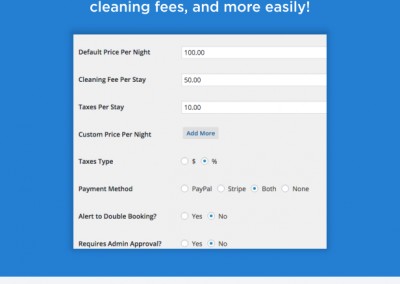 cleaning fees, and more easily!
Default Price Per Night 100.00
Cleaning Fee Per Stay 50.00
Taxes Per Stay 10.00
Custom Price Per Night Add More
Taxes Type $ %
Payment Method PayPal Stripe Both None
Alert to Double Booking? Yes No
Requires Admin Approval? Yes No